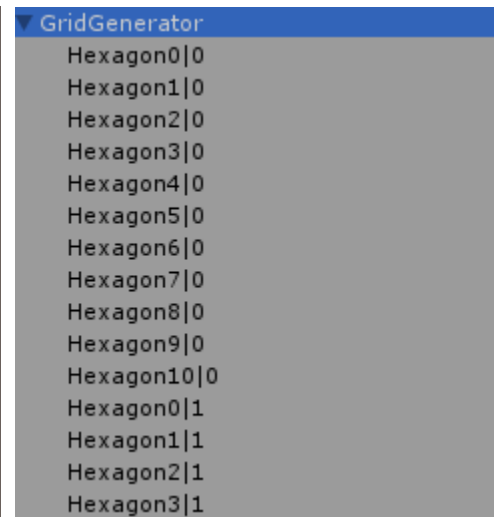 GridGenerator
Hexagon0|0
Hexagon1|0
Hexagon2|0
Hexagon3|0
Hexagon4|0
Hexagon5|0
Hexagon6|0
Hexagon7|0
Hexagon8|0
Hexagon9|0
Hexagon10|0
Hexagon0|1
Hexagon1|1
Hexagon2|1
Hexagon3|1